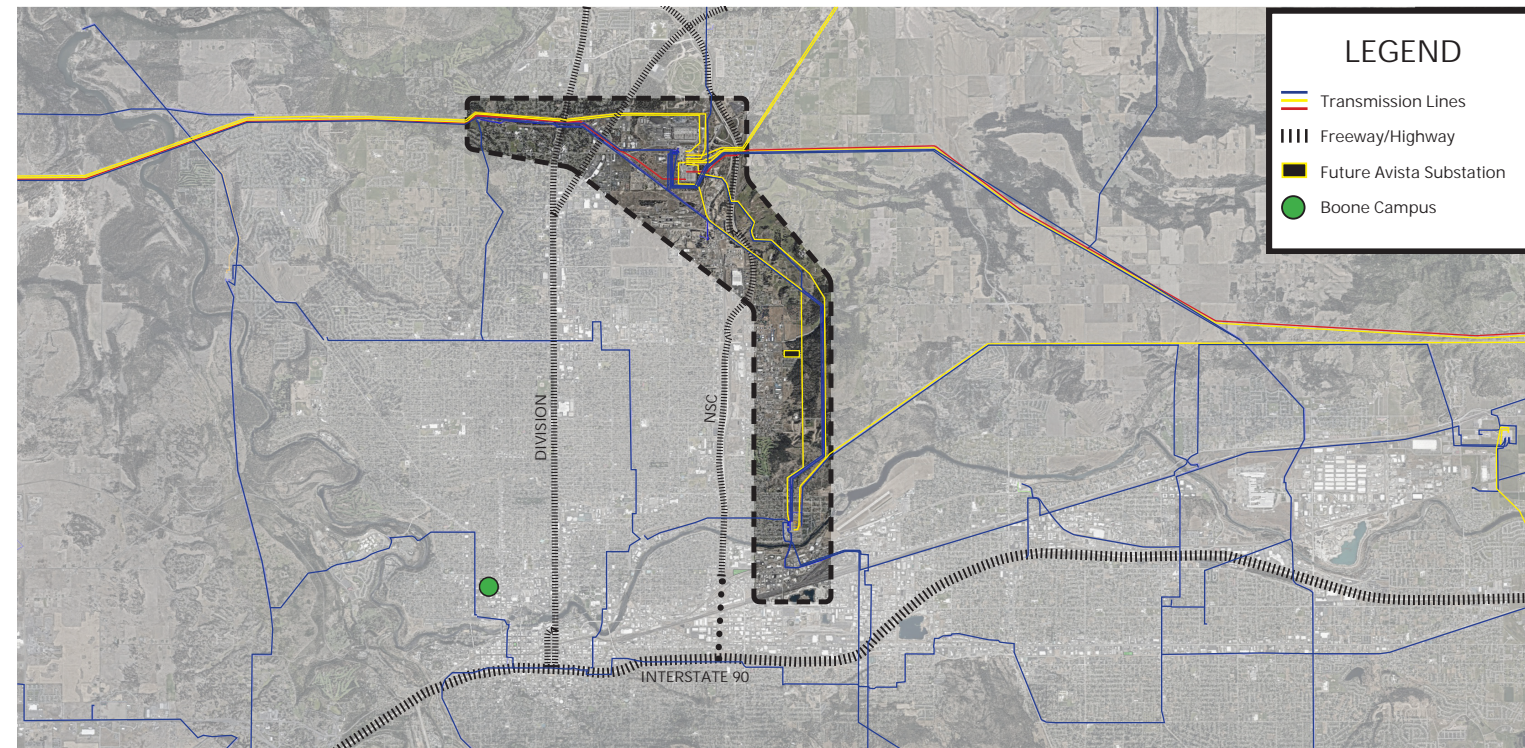 LEGEND
Transmission Lines
Freeway/Highway
Future Avista Substation
Boone Campus
DIVISION
NSC
INTERSTATE 90